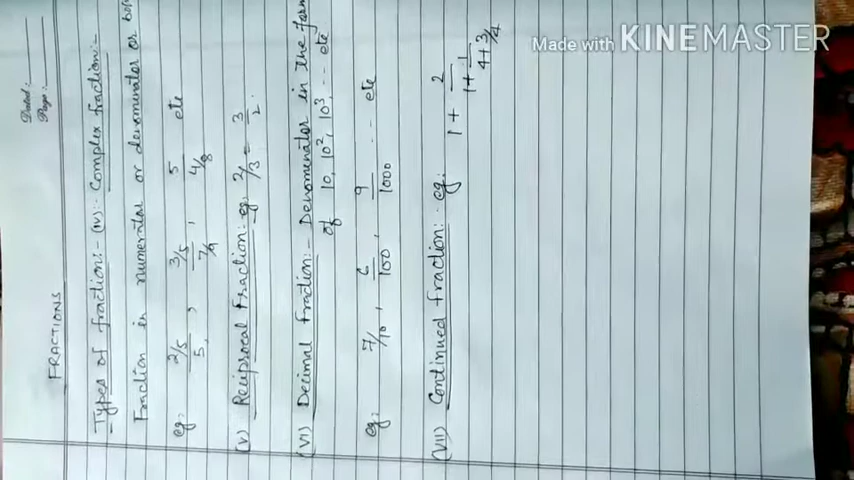 Dated:
Page:
FRACTIONS
Types of fractions:- (iv):- Complex fraction:-
Fraction in numerator or denominator or both
eg: 2/5 / 5, 3/5 / 7/9, 5 / 4/8 etc
(V) Reciprocal Fraction: eg. 2/3 = 3/2.
(VI) Decimal Fraction:- Denominator in the form
of 10, 10², 10³ ... etc
eg: 7/10, 6/100, 9/1000 ... etc
(VII) Continued Fraction: eg: 1 + 2 / 1 + 1 / 4 + 3/4
Made with KINEMASTER